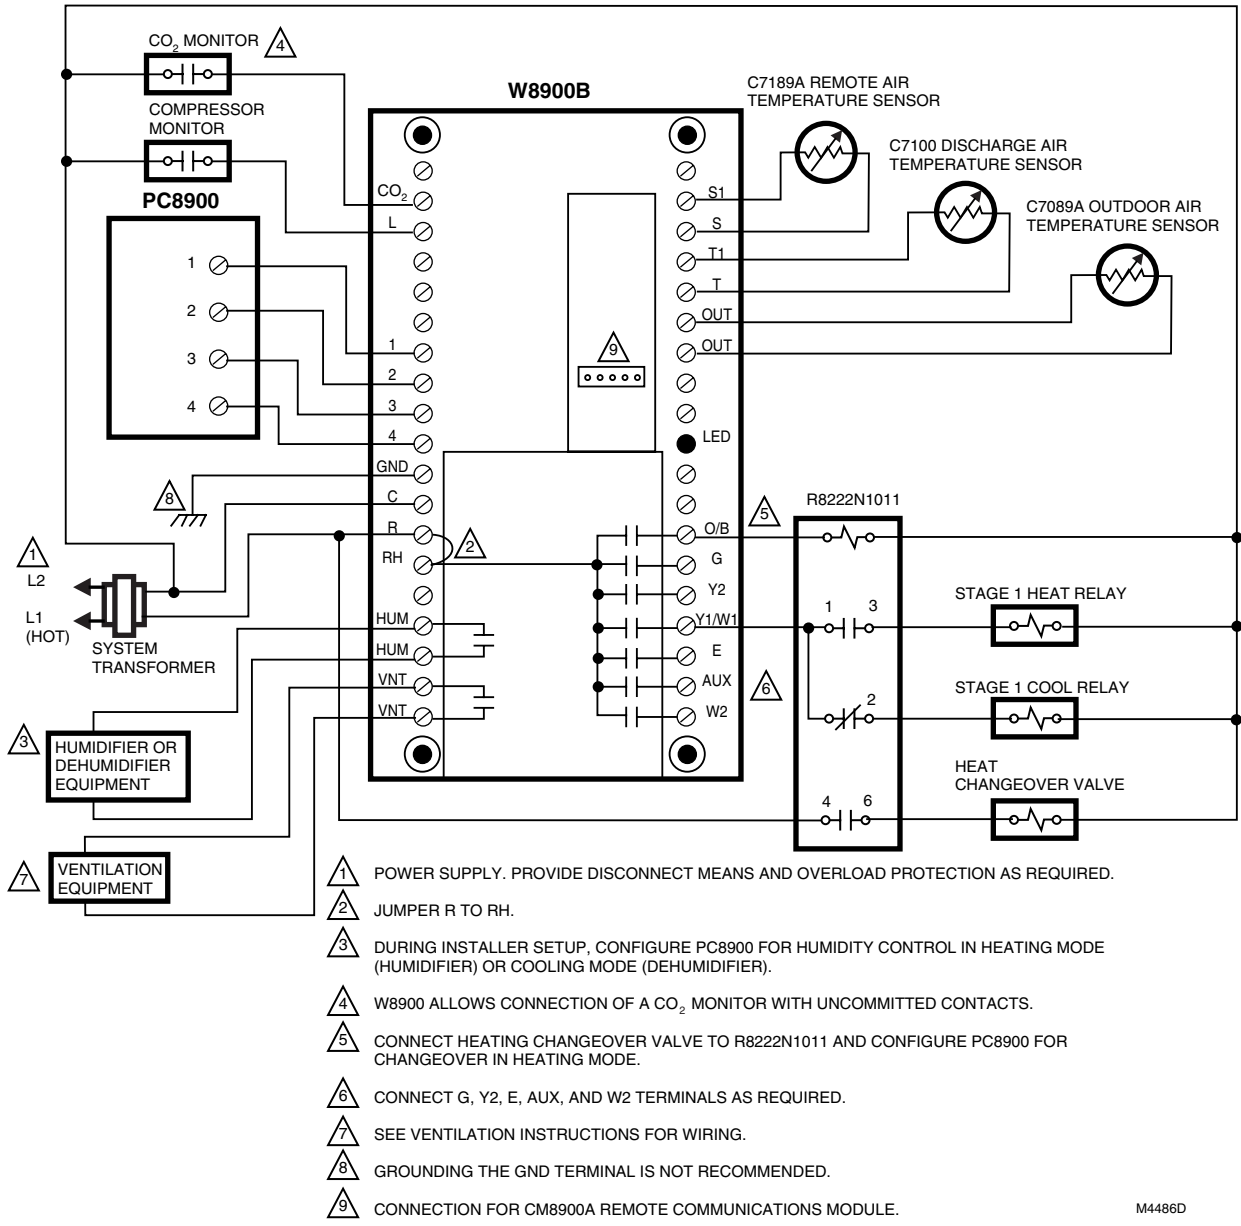 CO2 MONITOR
4
COMPRESSOR
MONITOR
PC8900
1
2
3
4
W8900B
CO2
L
1
2
3
4
GND
C
R
RH
HUM
HUM
VNT
VNT
9
2
S1
S
T1
T
OUT
OUT
LED
O/B
G
Y2
Y1/W1
E
AUX
W2
C7189A REMOTE AIR
TEMPERATURE SENSOR
C7100 DISCHARGE AIR
TEMPERATURE SENSOR
C7089A OUTDOOR AIR
TEMPERATURE SENSOR
8
1
L2
L1
(HOT)
SYSTEM
TRANSFORMER
3
HUMIDIFIER OR
DEHUMIDIFIER
EQUIPMENT
7
VENTILATION
EQUIPMENT
5
6
R8222N1011
1 3
2
4 6
STAGE 1 HEAT RELAY
STAGE 1 COOL RELAY
HEAT
CHANGEOVER VALVE
1 POWER SUPPLY. PROVIDE DISCONNECT MEANS AND OVERLOAD PROTECTION AS REQUIRED.
2 JUMPER R TO RH.
3 DURING INSTALLER SETUP, CONFIGURE PC8900 FOR HUMIDITY CONTROL IN HEATING MODE
(HUMIDIFIER) OR COOLING MODE (DEHUMIDIFIER).
4 W8900 ALLOWS CONNECTION OF A CO2 MONITOR WITH UNCOMMITTED CONTACTS.
5 CONNECT HEATING CHANGEOVER VALVE TO R8222N1011 AND CONFIGURE PC8900 FOR
CHANGEOVER IN HEATING MODE.
6 CONNECT G, Y2, E, AUX, AND W2 TERMINALS AS REQUIRED.
7 SEE VENTILATION INSTRUCTIONS FOR WIRING.
8 GROUNDING THE GND TERMINAL IS NOT RECOMMENDED.
9 CONNECTION FOR CM8900A REMOTE COMMUNICATIONS MODULE.
M4486D